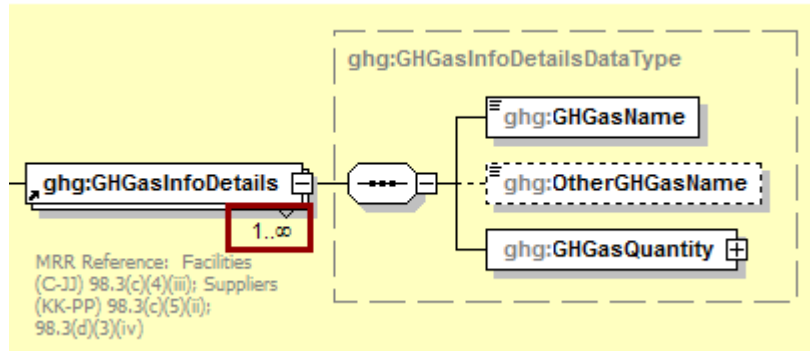 ghg:GHGasInfoDetailsDataType
ghg:GHGasName
ghg:GHGasInfoDetails
ghg:OtherGHGasName
1..∞
ghg:GHGasQuantity
MRR Reference: Facilities
(C-JJ) 98.3(c)(4)(iii); Suppliers
(KK-PP) 98.3(c)(5)(ii);
98.3(d)(3)(iv)